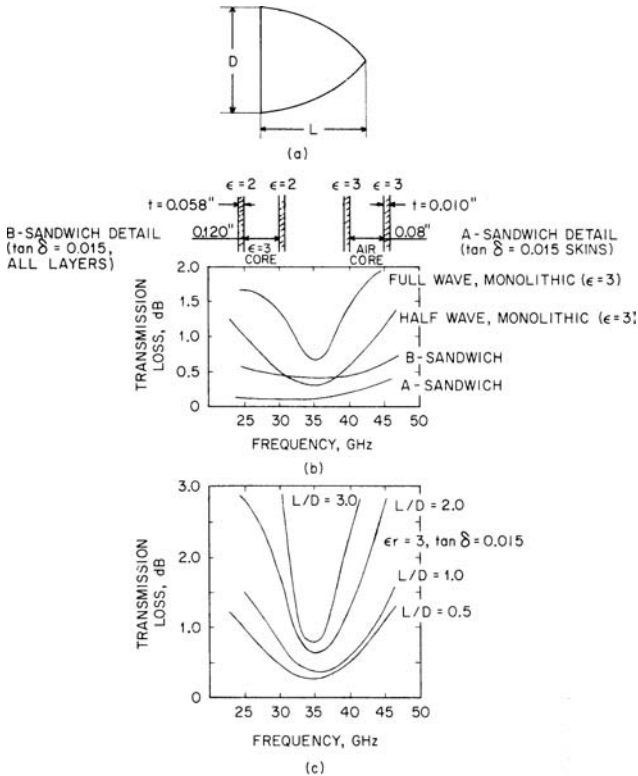 D
L
(a)
ϵ=2 ϵ=2 ϵ=3 ϵ=3
t=0.058" t=0.010"
B-SANDWICH DETAIL
(tan δ = 0.015,
ALL LAYERS)
0.120" 0.08"
ϵ=3
CORE
AIR
CORE
A-SANDWICH DETAIL
(tan δ = 0.015 SKINS)
2.0
1.5
1.0
0.5
0
TRANSMISSION
LOSS, dB
FULL WAVE, MONOLITHIC (ϵ=3)
HALF WAVE, MONOLITHIC (ϵ=3)
B-SANDWICH
A-SANDWICH
25 30 35 40 45 50
FREQUENCY, GHz
(b)
3.0
2.0
1.0
0
TRANSMISSION
LOSS, dB
L/D = 3.0
L/D = 2.0
ϵr = 3, tan δ = 0.015
L/D = 1.0
L/D = 0.5
25 30 35 40 45 50
FREQUENCY, GHz
(c)